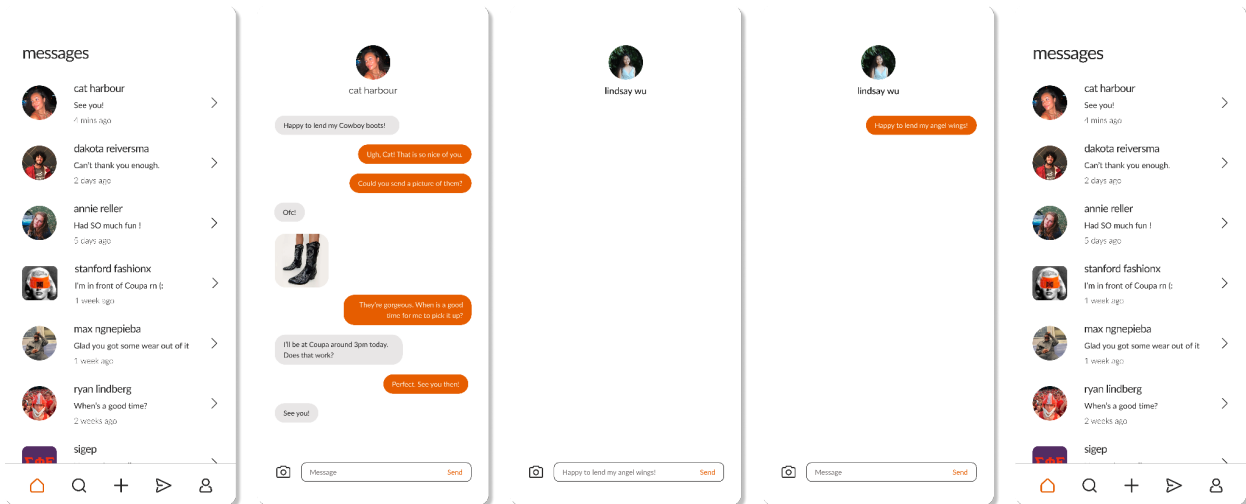 messages
cat harbour
See you!
4 mins ago
dakota reiversma
Can't thank you enough.
2 days ago
annie reller
Had SO much fun !
5 days ago
stanford fashionx
I'm in front of Coupa rn (:
1 week ago
max ngnepieba
Glad you got some wear out of it
1 week ago
ryan lindberg
When's a good time?
2 weeks ago
sigep
ΣΦΕ
cat harbour
Happy to lend my Cowboy boots!
Ugh, Cat! That is so nice of you.
Could you send a picture of them?
Ofc!
They're gorgeous. When is a good
time for me to pick it up?
I'll be at Coupa around 3pm today.
Does that work?
Perfect. See you then!
See you!
Message
Send
lindsay wu
Happy to lend my angel wings!
Send
lindsay wu
Happy to lend my angel wings!
Message
Send
messages
cat harbour
See you!
4 mins ago
dakota reiversma
Can't thank you enough.
2 days ago
annie reller
Had SO much fun !
5 days ago
stanford fashionx
I'm in front of Coupa rn (:
1 week ago
max ngnepieba
Glad you got some wear out of it
1 week ago
ryan lindberg
When's a good time?
2 weeks ago
sigep
ΣΦΕ